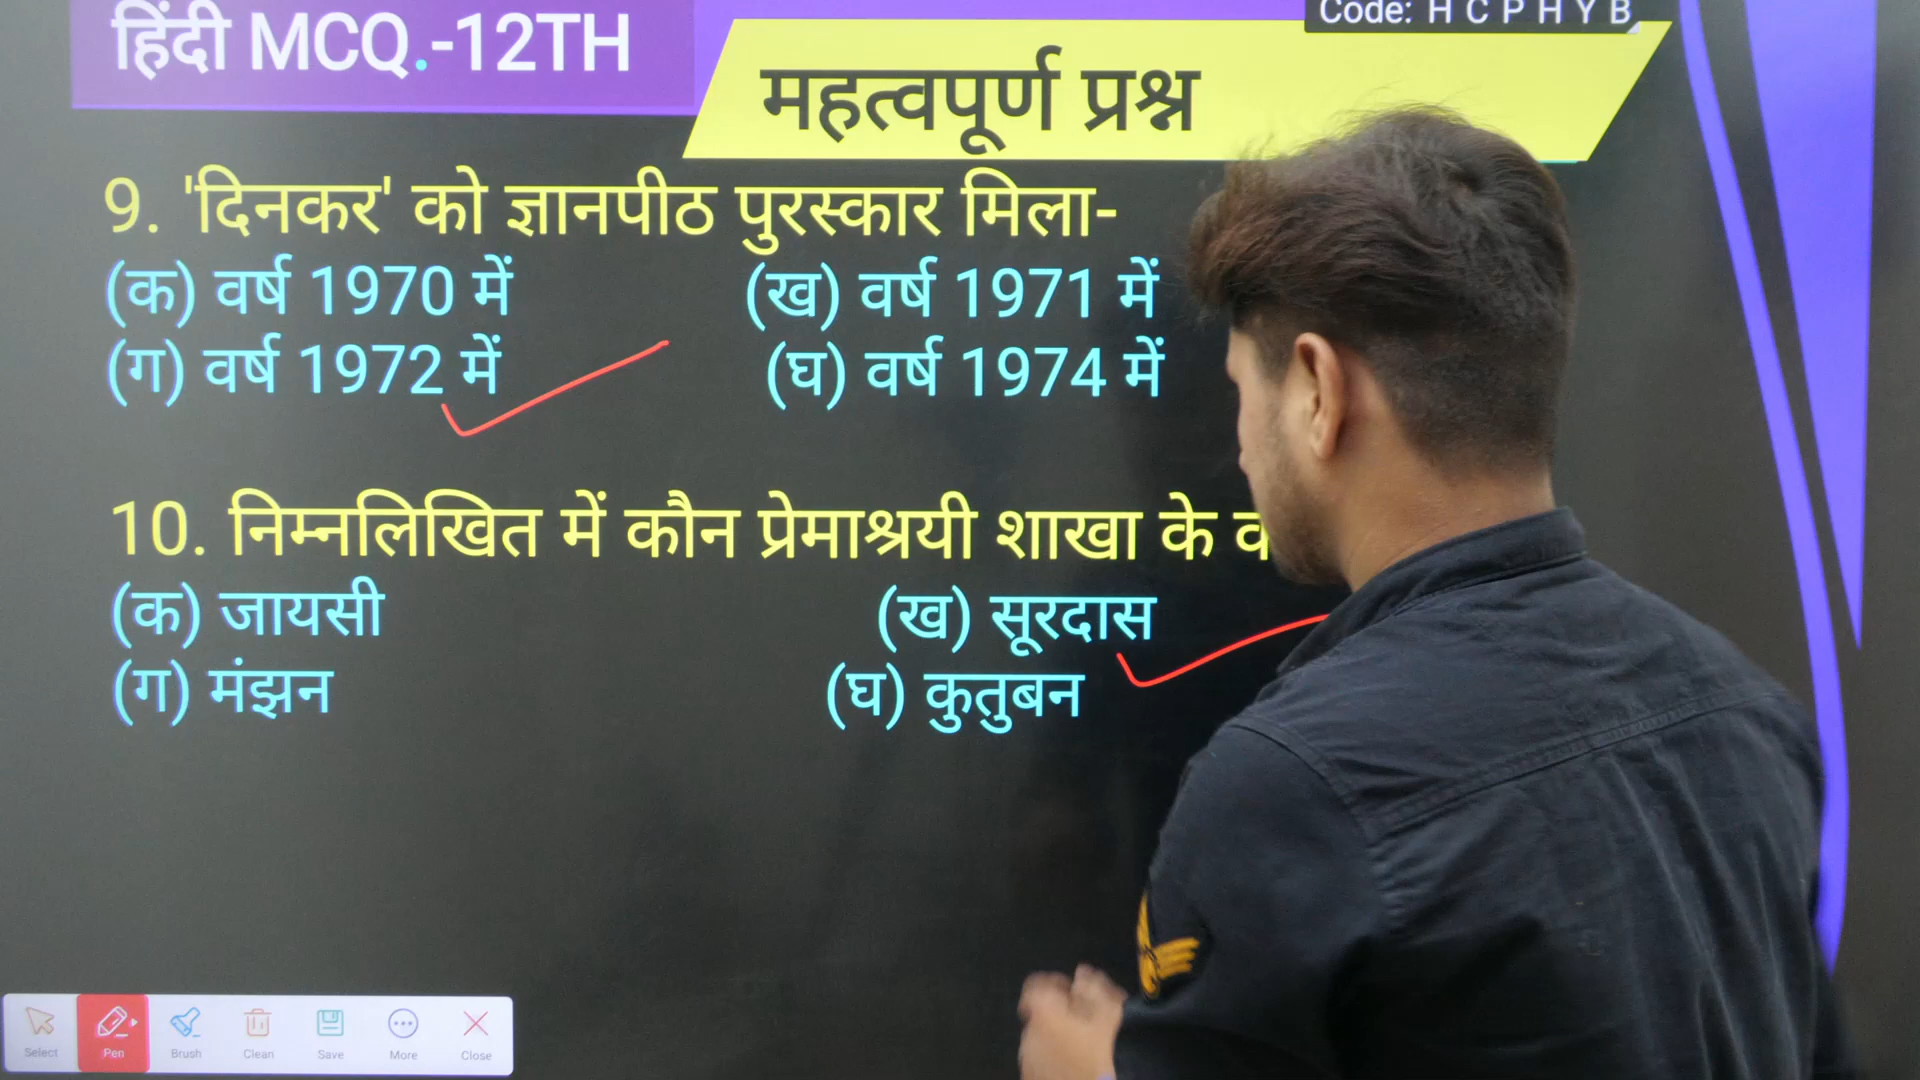 Code: H C P H Y B
हिंदी MCQ.-12TH
महत्वपूर्ण प्रश्न
9. 'दिनकर' को ज्ञानपीठ पुरस्कार मिला-
(क) वर्ष 1970 में (ख) वर्ष 1971 में
(ग) वर्ष 1972 में (घ) वर्ष 1974 में
10. निम्नलिखित में कौन प्रेमाश्रयी शाखा के
(क) जायसी (ख) सूरदास
(ग) मंझन (घ) कुतुबन
Select Pen Brush Clean Save More Close